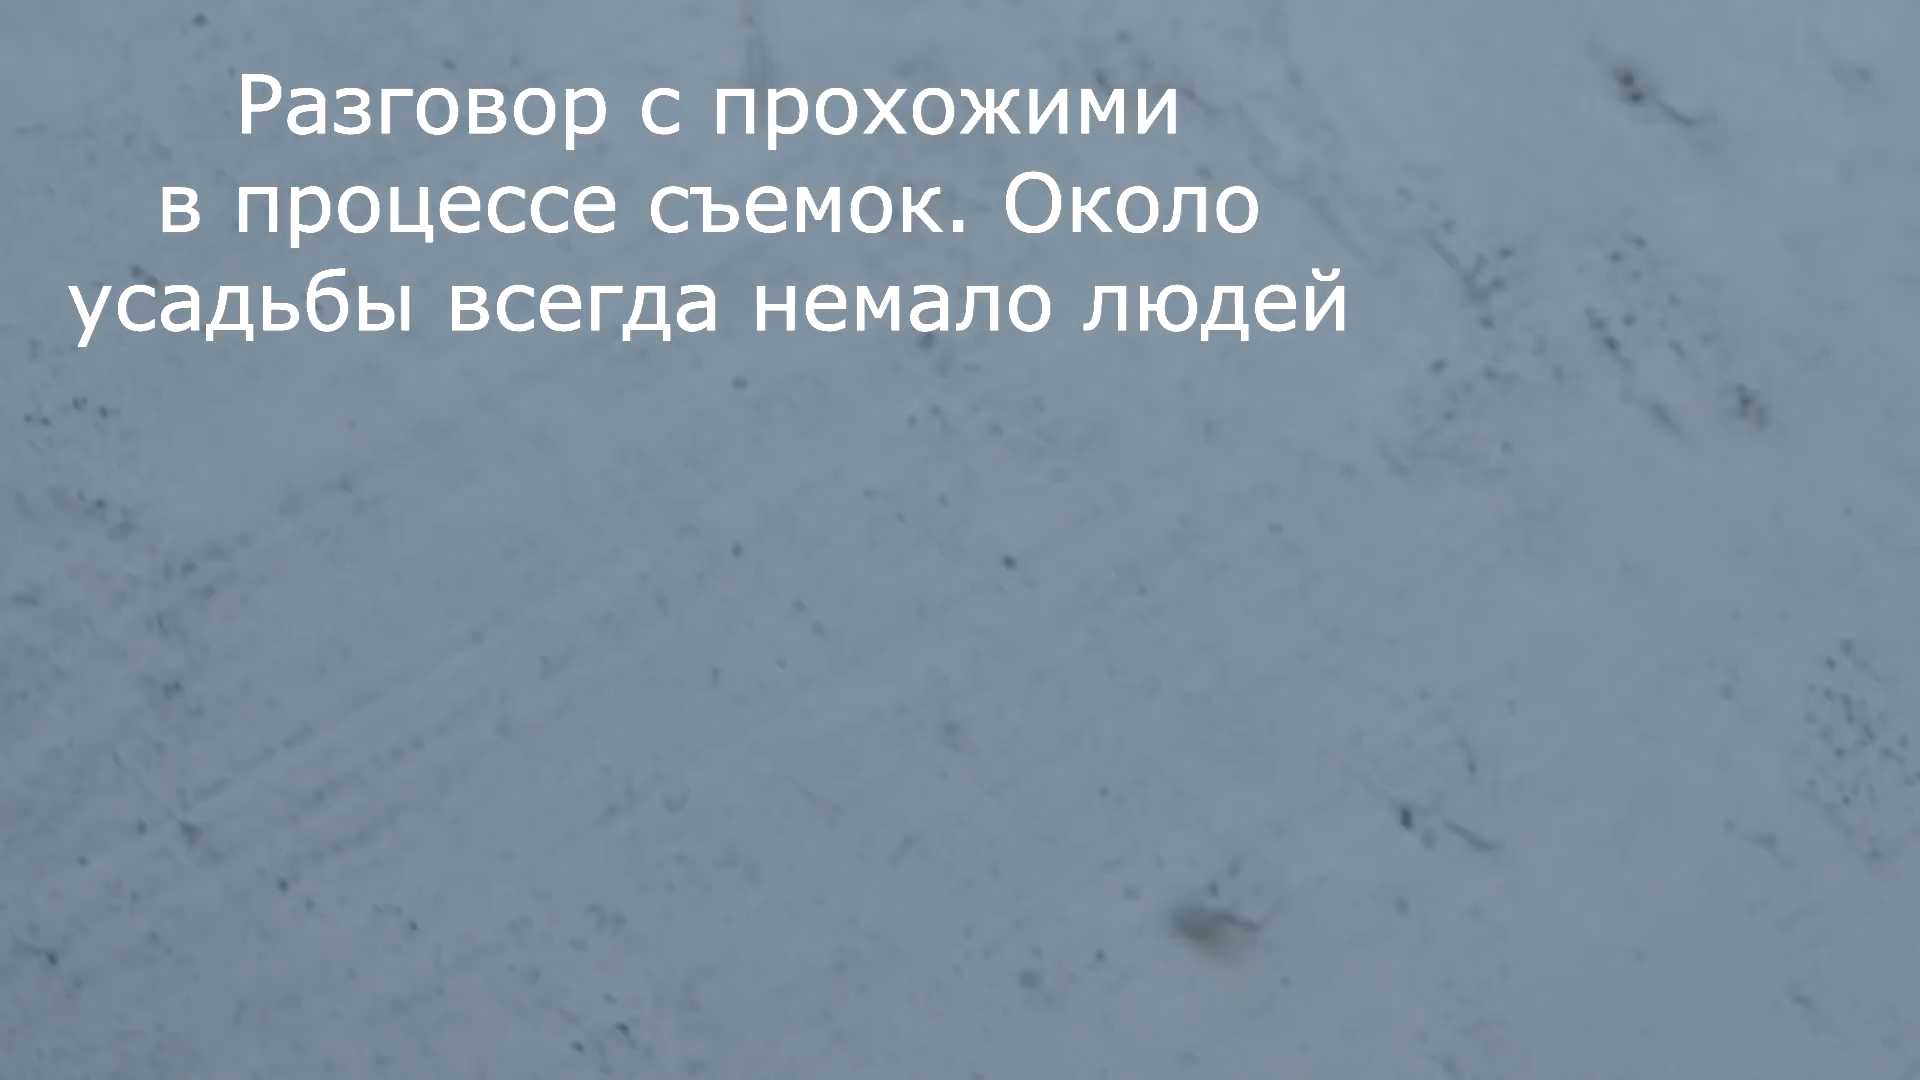 Разговор с прохожими
в процессе съемок. Около
усадьбы всегда немало людей